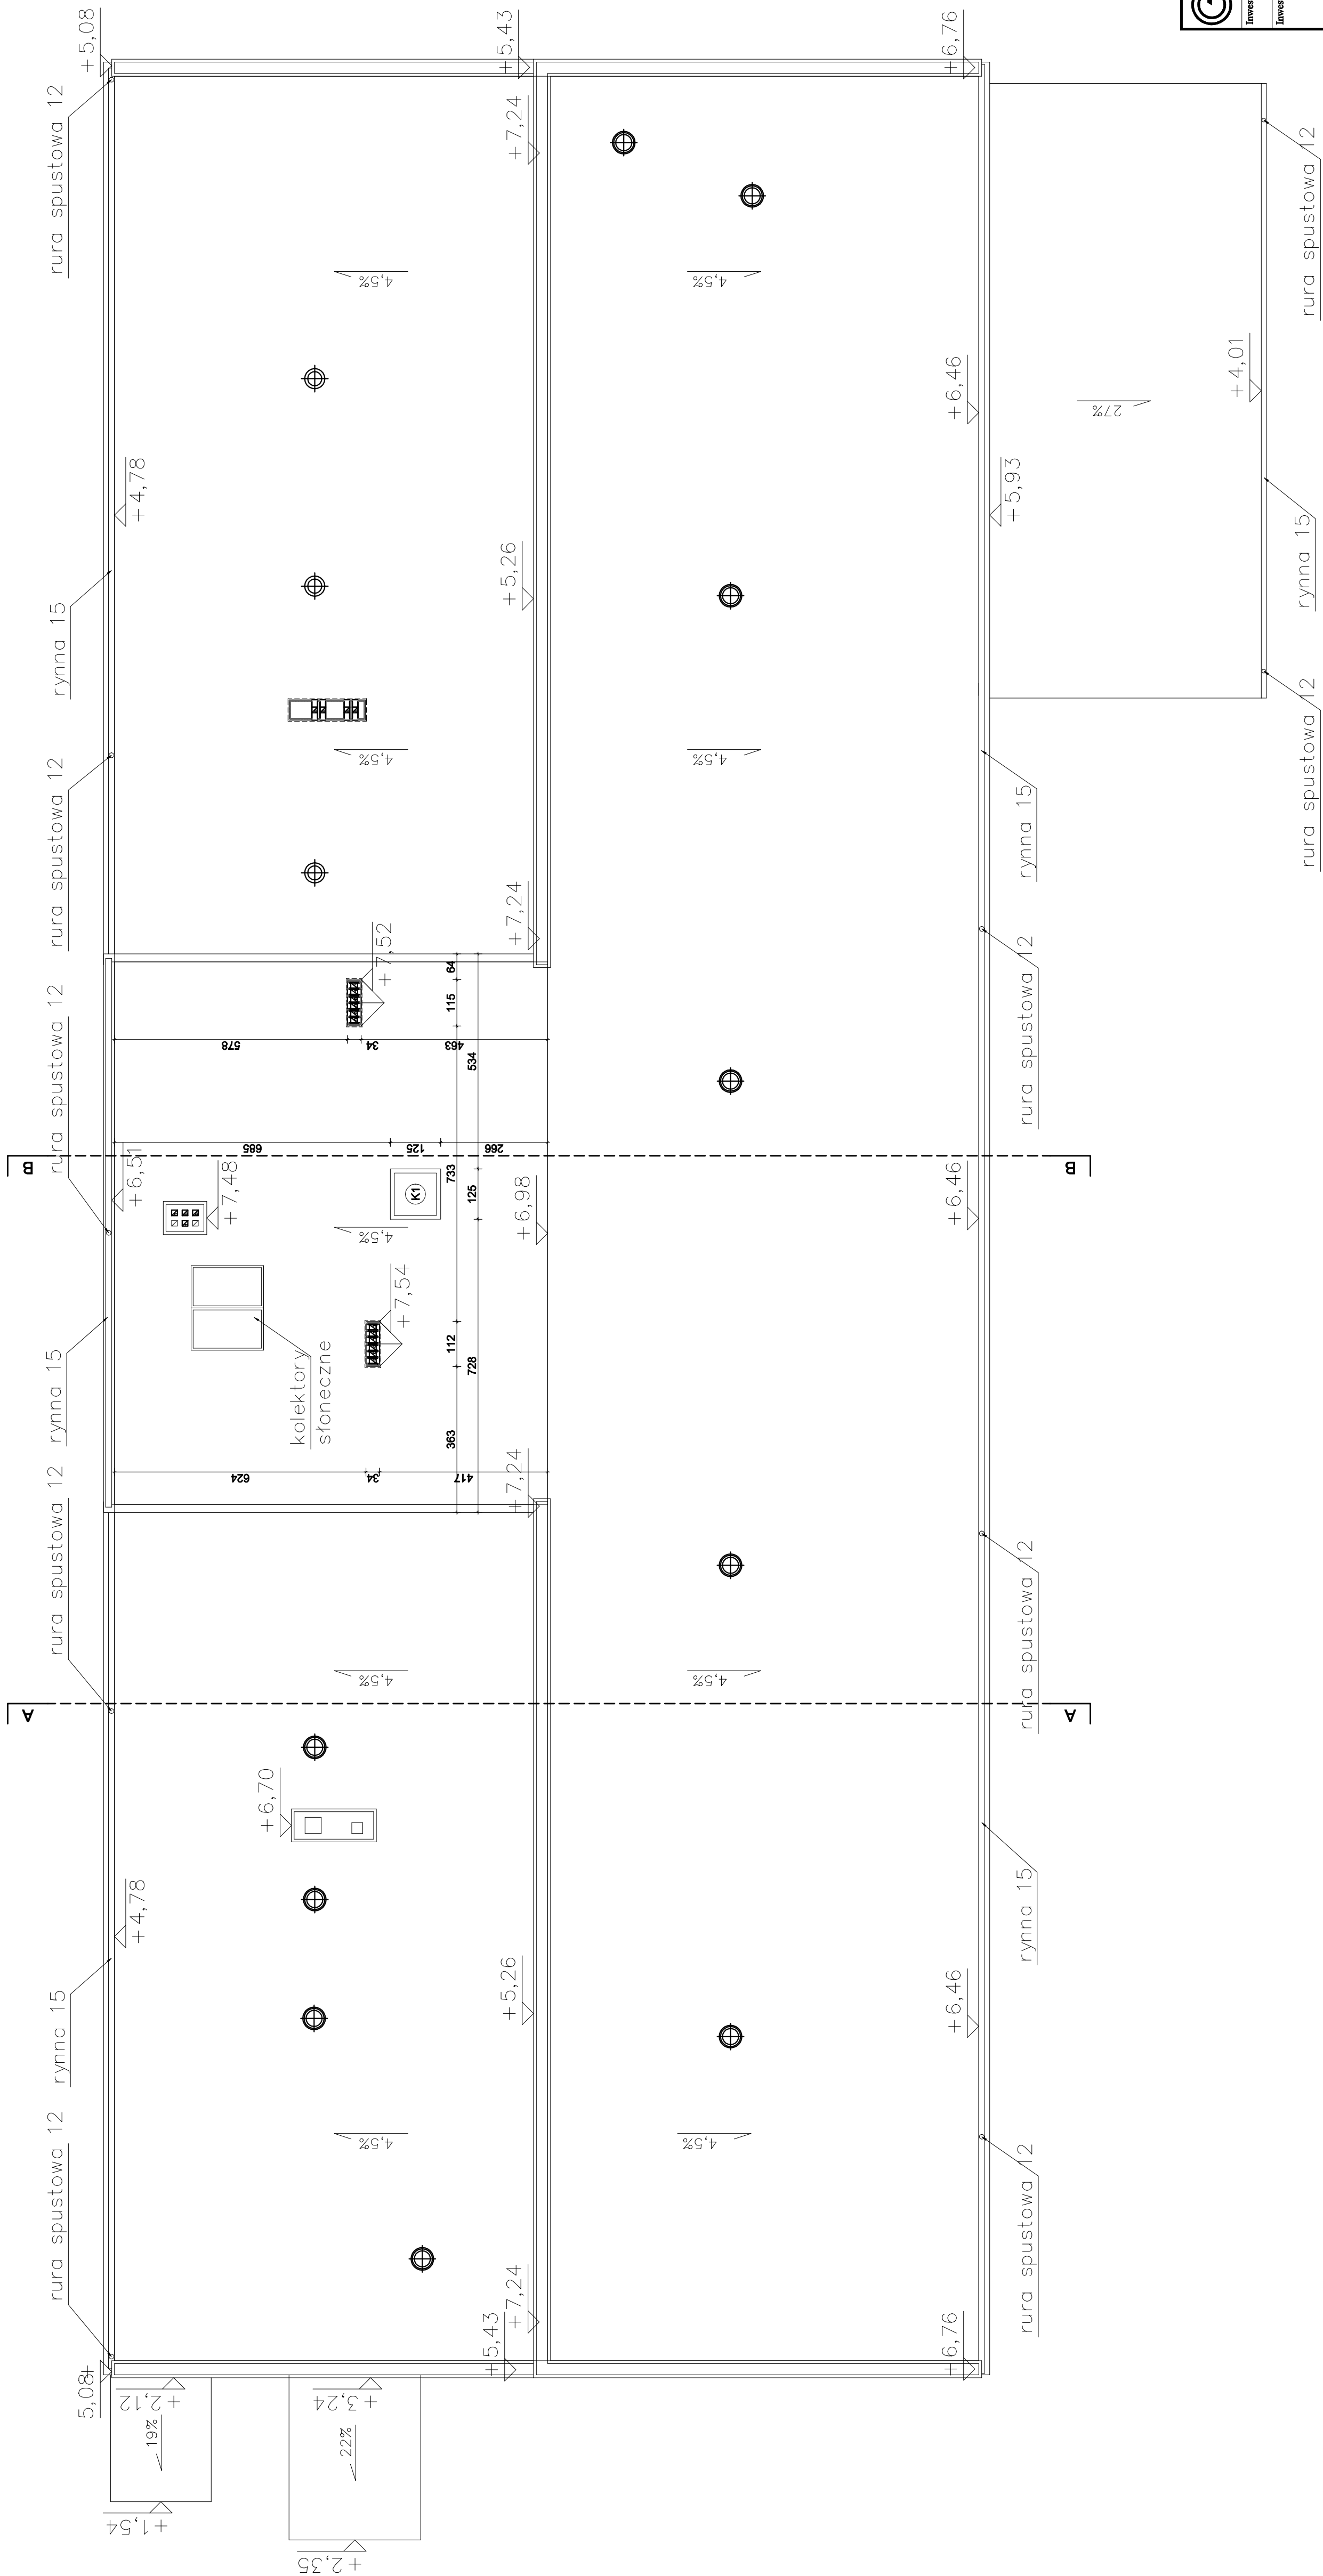 rura spustowa 12
+5,08
rynna 15
rura spustowa 12
rura spustowa 12
rynna 15
rura spustowa 12
rynna 15
rura spustowa 12
5,08+
+4,78
+6,51
+7,48
kolektory
słoneczne
+4,78
+6,70
4,5%
4,5%
4,5%
4,5%
4,5%
+7,52
+7,54
K1
578
34
463
685
125
266
624
34
417
64
115
733
112
363
534
125
728
+5,43
+7,24
+5,26
+7,24
+6,98
+7,24
+5,26
+7,24
+5,43
4,5%
4,5%
4,5%
4,5%
+6,76
+6,46
+6,46
+6,46
+6,76
+5,93
27%
+4,01
rynna 15
rura spustowa 12
rura spustowa 12
rynna 15
rura spustowa 12
rura spustowa 12
rynna 15
rura spustowa 12
B
B
A
A
+2,12
19%
+1,54
+3,24
22%
+2,35
Inwes
Inwes